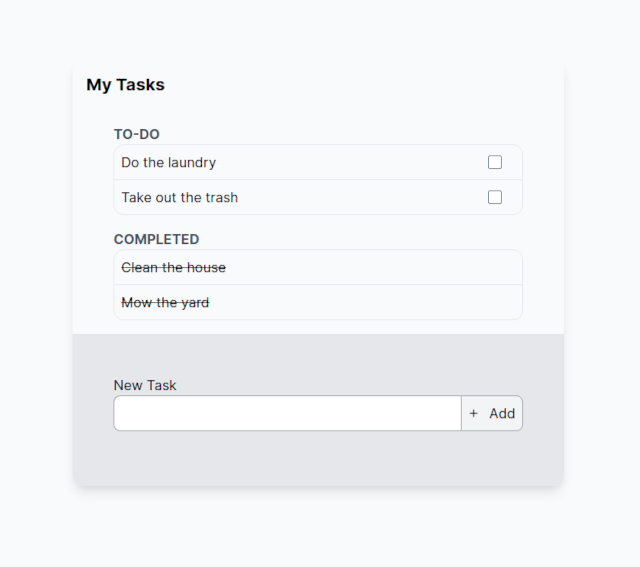 My Tasks
TO-DO
Do the laundry
Take out the trash
COMPLETED
Clean the house
Mow the yard
New Task
+ Add